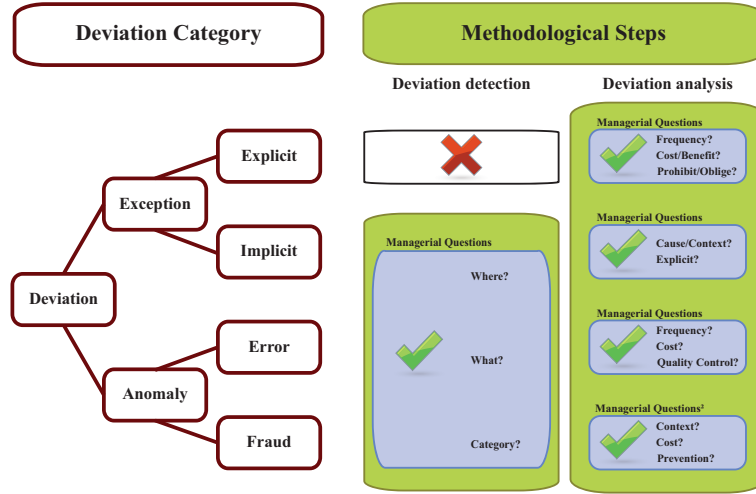 Deviation Category
Methodological Steps
Deviation detection
Deviation analysis
Explicit
Exception
Implicit
Deviation
Error
Anomaly
Fraud
Managerial Questions
Where?
What?
Category?
Managerial Questions
Frequency?
Cost/Benefit?
Prohibit/Oblige?
Managerial Questions
Cause/Context?
Explicit?
Managerial Questions
Frequency?
Cost?
Quality Control?
Managerial Questions²
Context?
Cost?
Prevention?